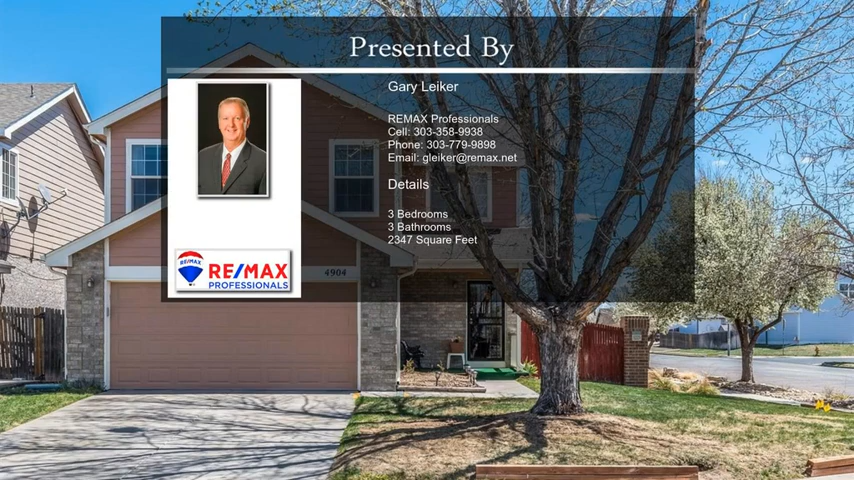 Presented By
Gary Leiker
REMAX Professionals
Cell: 303-358-9938
Phone: 303-779-9898
Email: gleiker@remax.net
Details
3 Bedrooms
3 Bathrooms
2347 Square Feet
RE/MAX
RE/MAX
PROFESSIONALS
4904